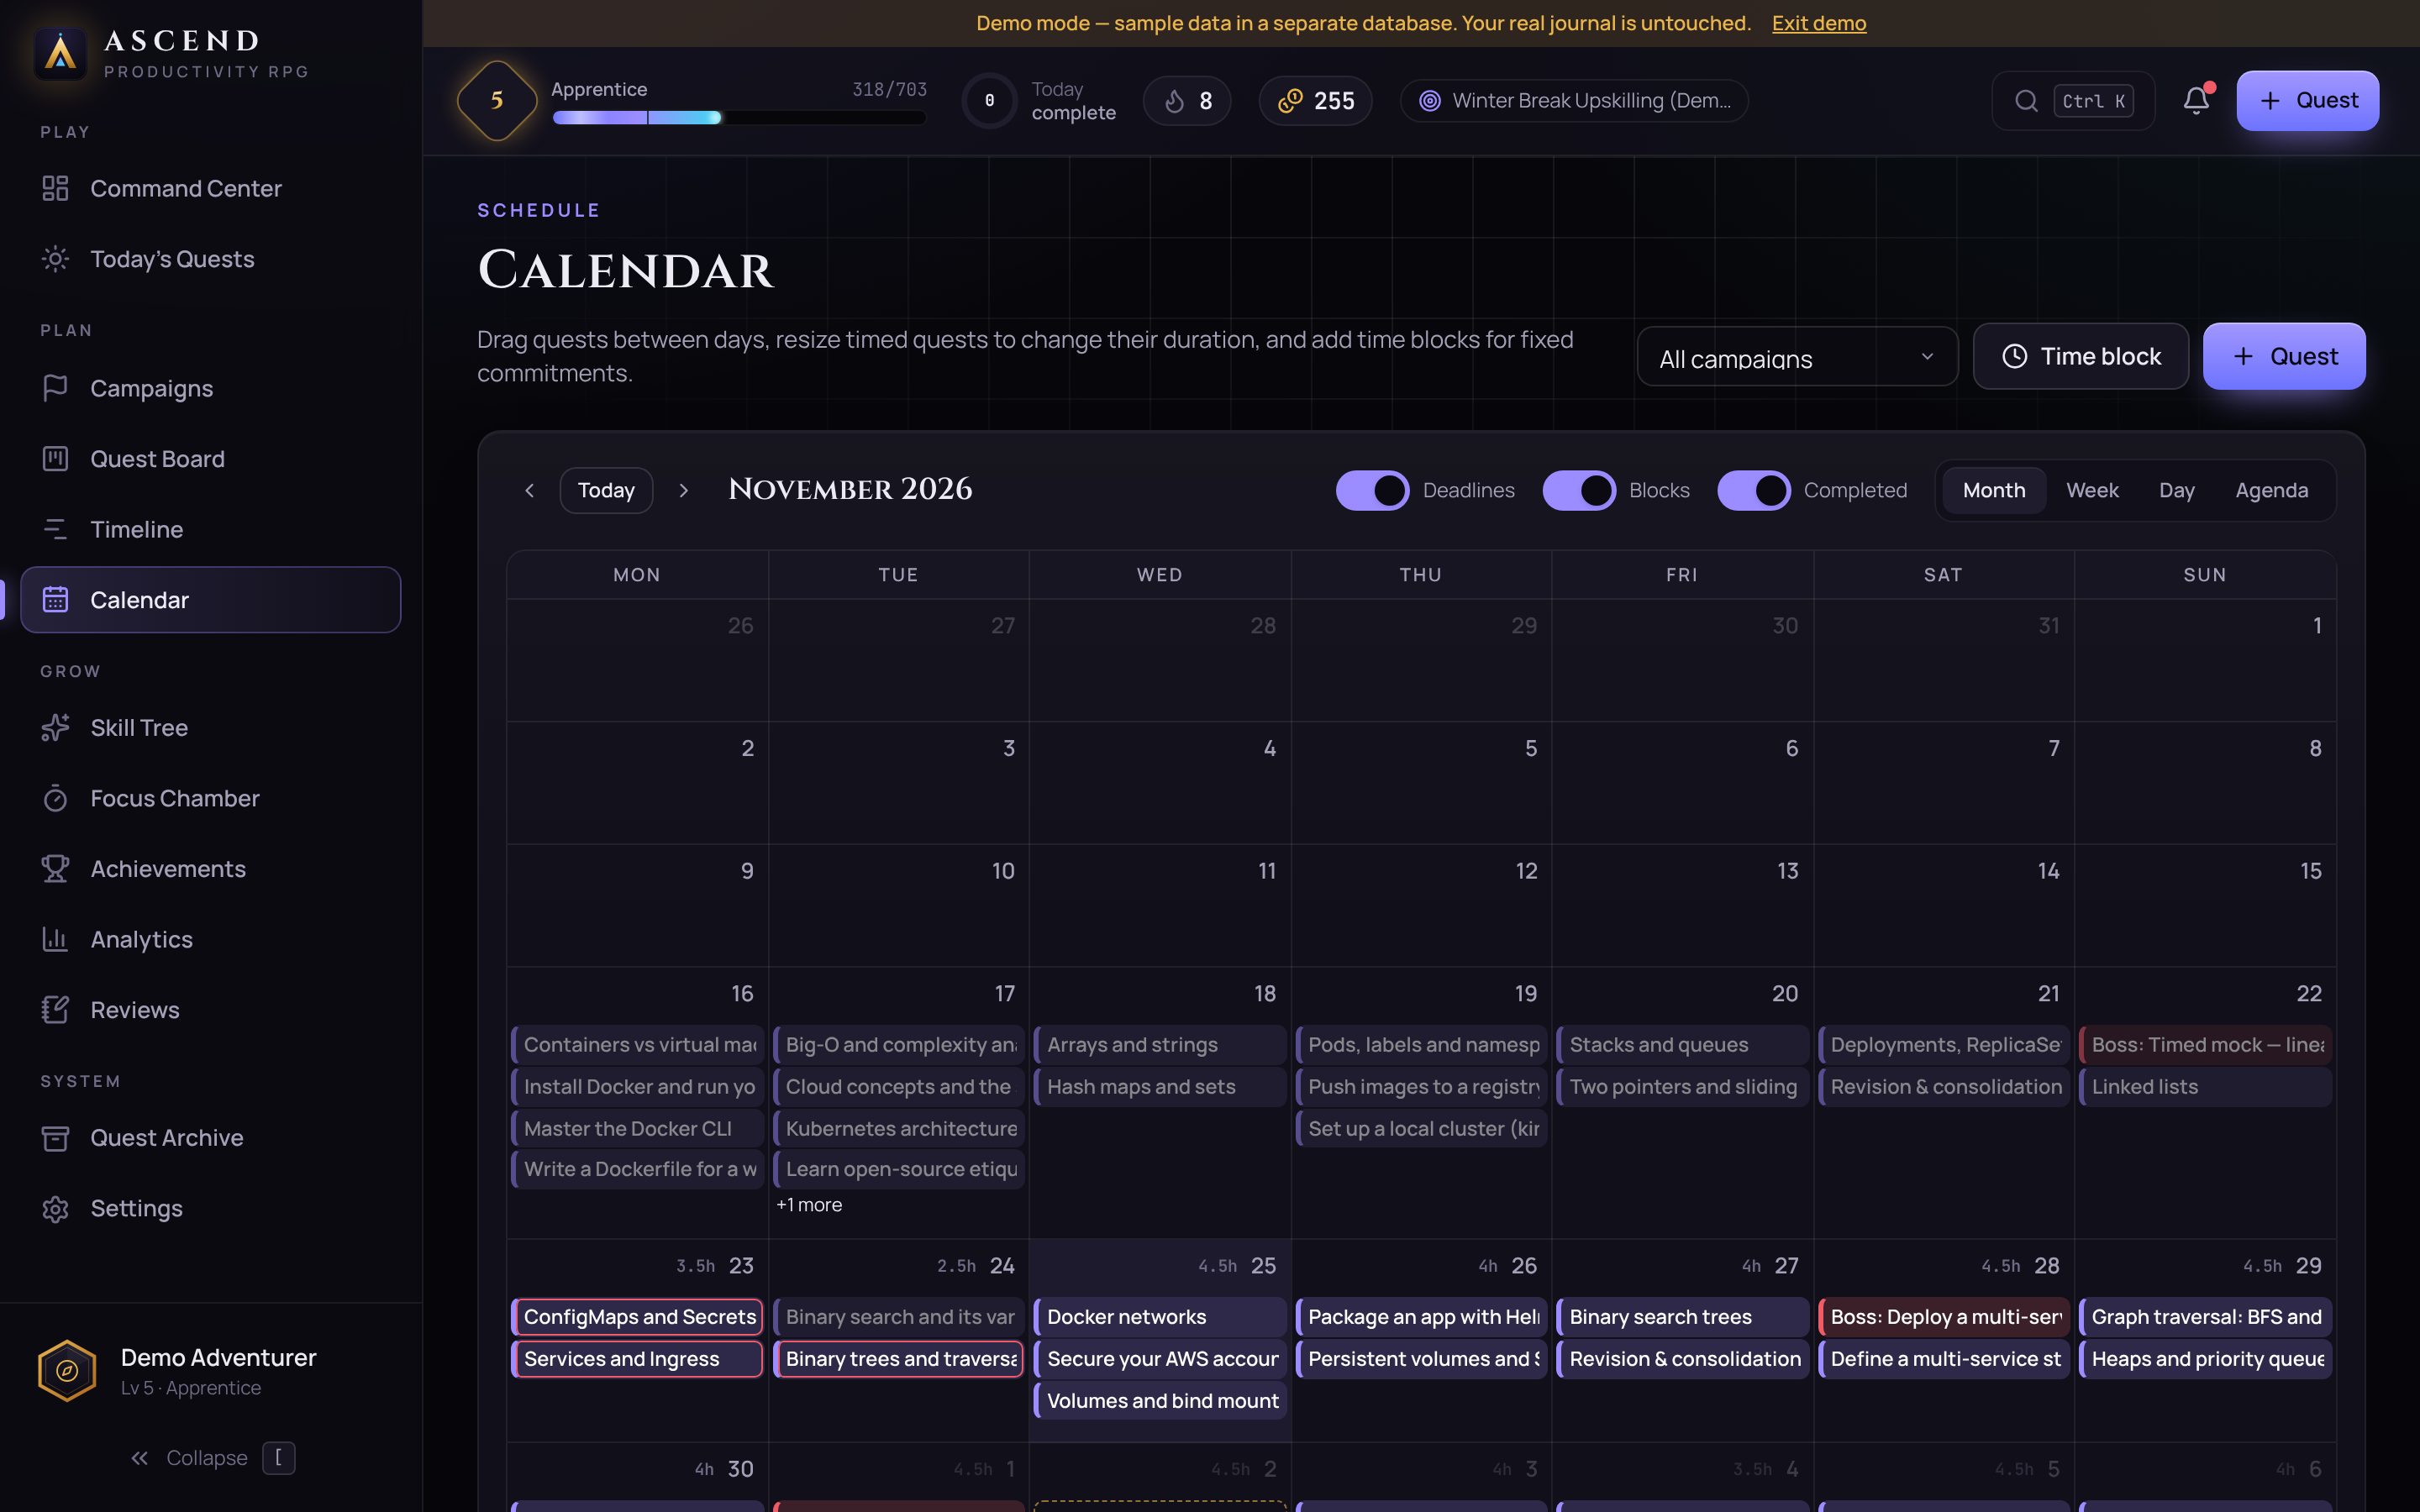 Demo mode — sample data in a separate database. Your real journal is untouched. Exit demo
ASCEND
PRODUCTIVITY RPG
5
Apprentice
318/703
0
Today
complete
8
255
Winter Break Upskilling (Dem...
Ctrl K
Quest
PLAY
Command Center
Today's Quests
PLAN
Campaigns
Quest Board
Timeline
Calendar
GROW
Skill Tree
Focus Chamber
Achievements
Analytics
Reviews
SYSTEM
Quest Archive
Settings
Demo Adventurer
Lv 5 · Apprentice
Collapse [
SCHEDULE
CALENDAR
Drag quests between days, resize timed quests to change their duration, and add time blocks for fixed
commitments.
All campaigns
Time block
Quest
Today
NOVEMBER 2026
Deadlines
Blocks
Completed
Month
Week
Day
Agenda
MON TUE WED THU FRI SAT SUN
26 27 28 29 30 31 1
2 3 4 5 6 7 8
9 10 11 12 13 14 15
16
Containers vs virtual mac
Install Docker and run yo
Master the Docker CLI
Write a Dockerfile for a w
17
Big-O and complexity ana
Cloud concepts and the
Kubernetes architecture
Learn open-source etiqu
+1 more
18
Arrays and strings
Hash maps and sets
19
Pods, labels and namesp
Push images to a registry
Set up a local cluster (kin
20
Stacks and queues
Two pointers and sliding
21
Deployments, ReplicaSe
Revision & consolidation
22
Boss: Timed mock — linea
Linked lists
3.5h 23
ConfigMaps and Secrets
Services and Ingress
2.5h 24
Binary search and its var
Binary trees and traversa
4.5h 25
Docker networks
Secure your AWS accour
Volumes and bind mount
4h 26
Package an app with Hel
Persistent volumes and S
4h 27
Binary search trees
Revision & consolidation
4.5h 28
Boss: Deploy a multi-ser
Define a multi-service st
4.5h 29
Graph traversal: BFS and
Heaps and priority queue
4h 30
4.5h 1
4.5h 2
4h 3
3.5h 4
4.5h 5
4h 6